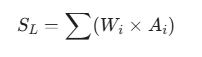 S_L = ∑(W_i × A_i)